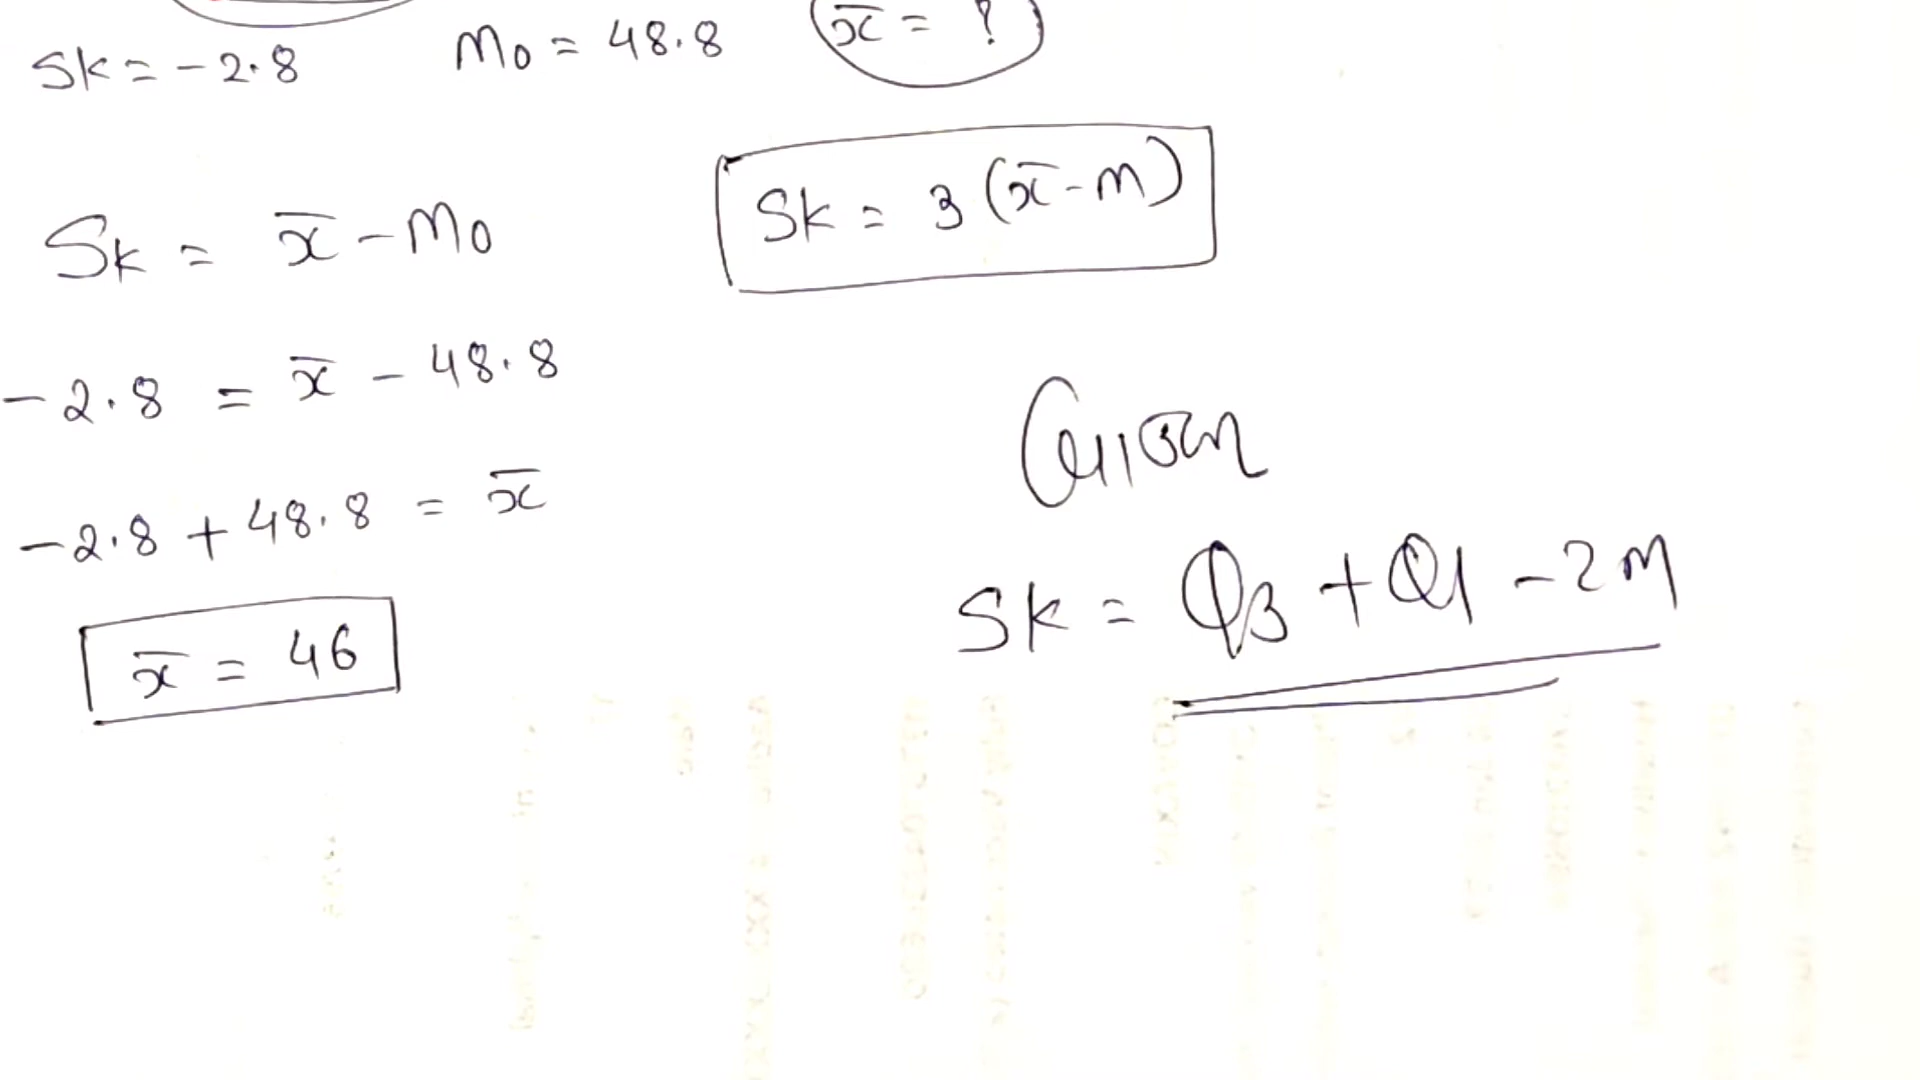 Sk = -2.8 Mo = 48.8 x̄ = ?
Sk = x̄ - Mo
Sk = 3 (x̄ - M)
-2.8 = x̄ - 48.8
-2.8 + 48.8 = x̄
x̄ = 46
Sk = Q3 + Q1 - 2M